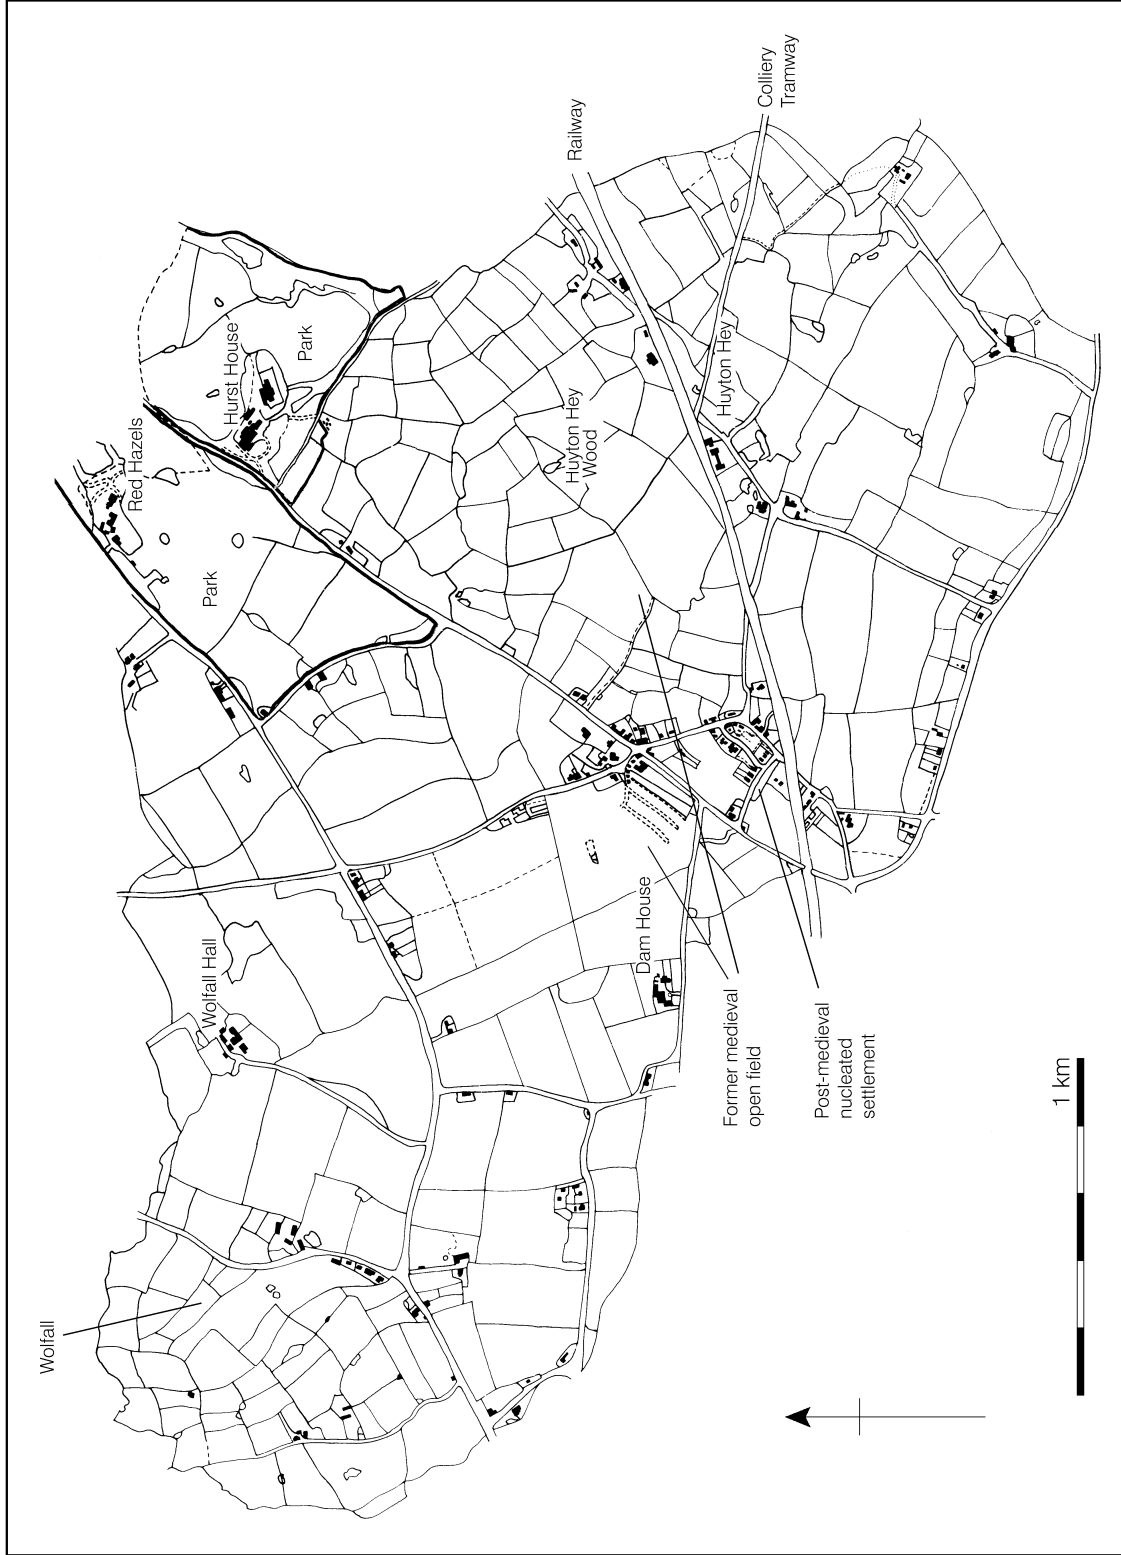 Wolfall
Wolfall Hall
Red Hazels
Park
Hurst House
Park
Railway
Colliery
Tramway
Huyton Hey
Wood
Huyton Hey
Dam House
Former medieval
open field
Post-medieval
nucleated
settlement
1 km